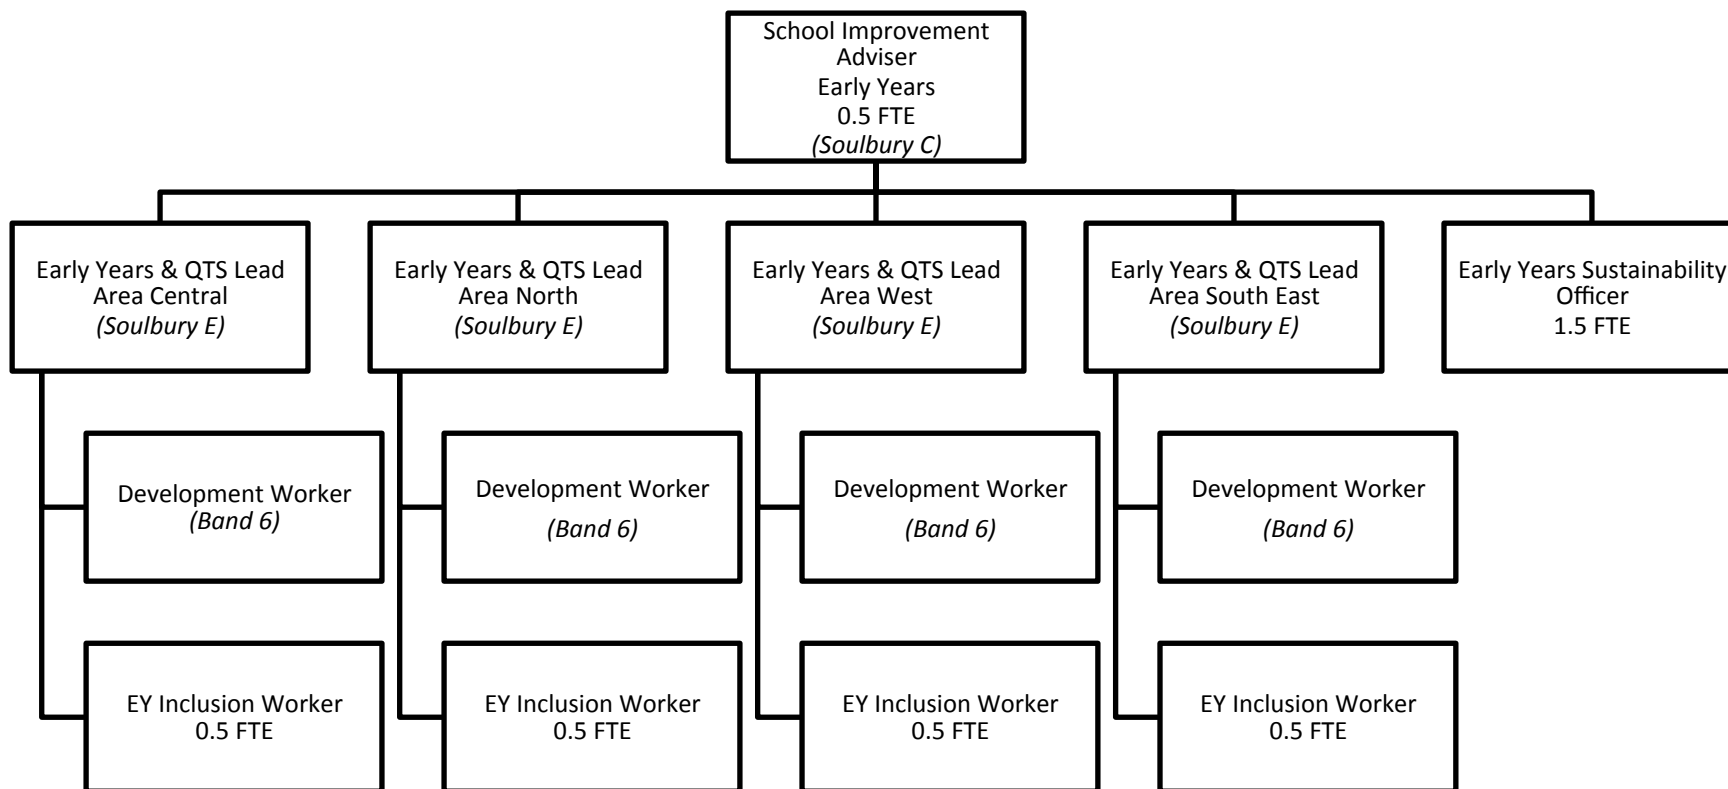 School Improvement
Adviser
Early Years
0.5 FTE
(Soulbury C)
Early Years & QTS Lead
Area Central
(Soulbury E)
Early Years & QTS Lead
Area North
(Soulbury E)
Early Years & QTS Lead
Area West
(Soulbury E)
Early Years & QTS Lead
Area South East
(Soulbury E)
Early Years Sustainability
Officer
1.5 FTE
Development Worker
(Band 6)
Development Worker
(Band 6)
Development Worker
(Band 6)
Development Worker
(Band 6)
EY Inclusion Worker
0.5 FTE
EY Inclusion Worker
0.5 FTE
EY Inclusion Worker
0.5 FTE
EY Inclusion Worker
0.5 FTE